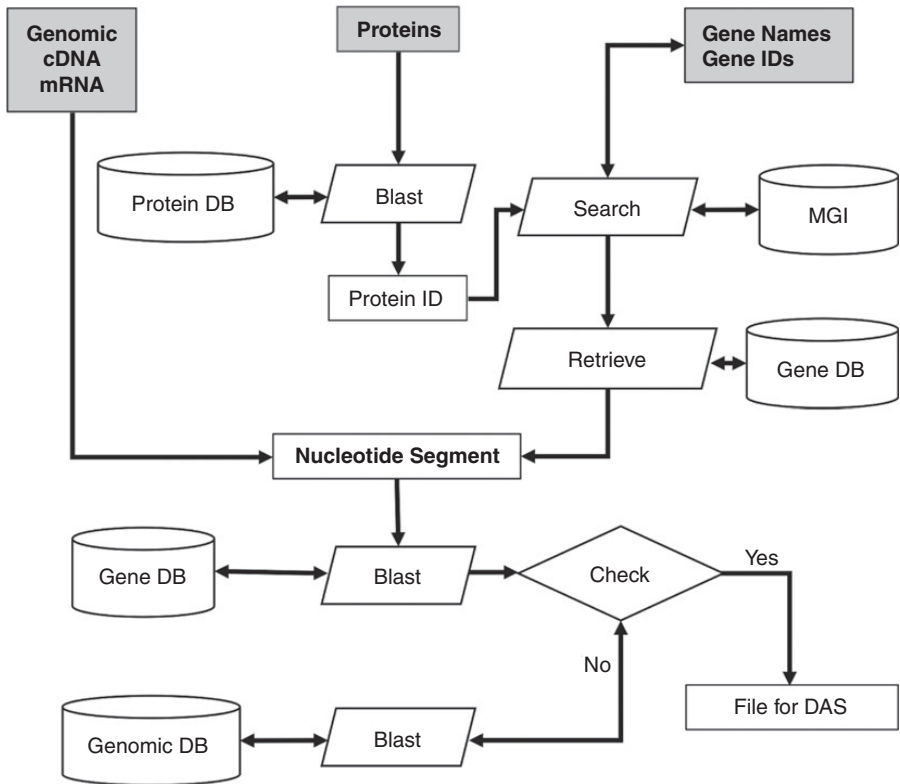 Genomic
cDNA
mRNA
Proteins
Gene Names
Gene IDs
Protein DB
Blast
Search
MGI
Protein ID
Retrieve
Gene DB
Nucleotide Segment
Gene DB
Blast
Check
Yes
No
File for DAS
Genomic DB
Blast